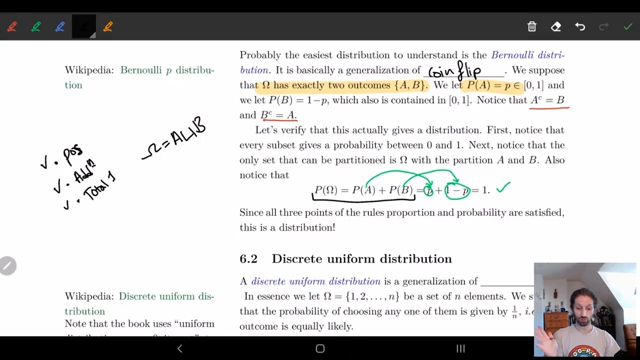 Probably the easiest distribution to understand is the Bernoulli distri-
bution. It is basically a generalization of coin flip. We suppose
that Ω has exactly two outcomes {A, B}. We let P(A) = p ∈ [0, 1] and
we let P(B) = 1−p, which also is contained in [0, 1]. Notice that Aᶜ = B
and Bᶜ = A.
Wikipedia: Bernoulli p distribu-
tion
Ω = A⊔B
✓. pos
✓. Add'n
✓. Total 1
Let's verify that this actually gives a distribution. First, notice that
every subset gives a probability between 0 and 1. Next, notice that the
only set that can be partitioned is Ω with the partition A and B. Also
notice that
P(Ω) = P(A) + P(B) = p + 1 − p = 1. ✓
Since all three points of the rules proportion and probability are satisfied,
this is a distribution!
6.2 Discrete uniform distribution
A discrete uniform distribution is a generalization of
In essence we let Ω = {1, 2, . . . , n} be a set of n elements. We s
that the probability of choosing any one of them is given by 1/n, i.e
outcome is equally likely.
Wikipedia: Discrete uniform dis-
tribution
Note that the book uses "uniform